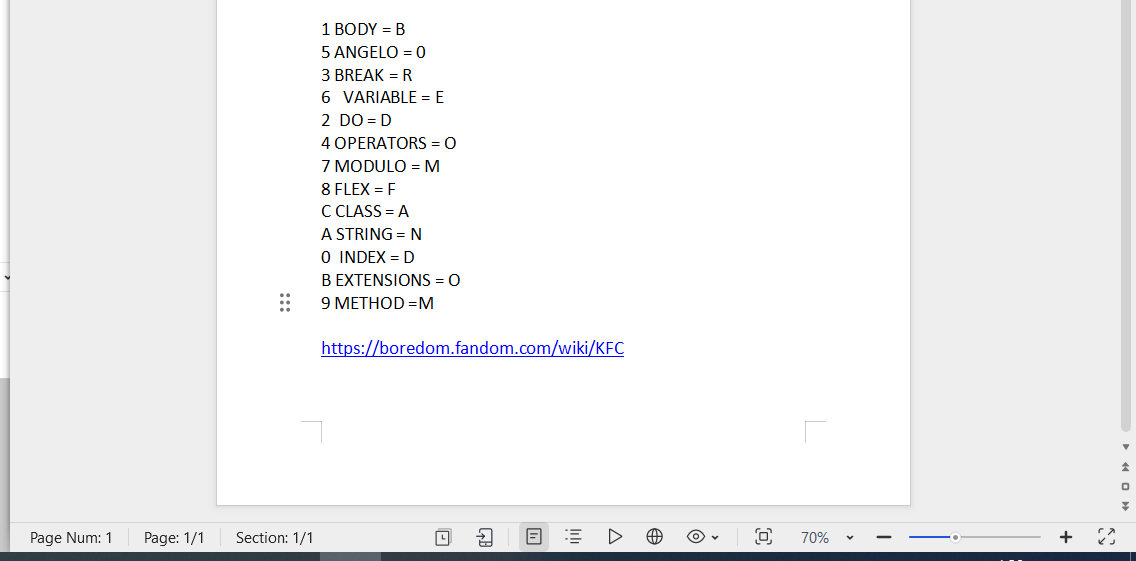 1 BODY = B
5 ANGELO = 0
3 BREAK = R
6   VARIABLE = E
2  DO = D
4 OPERATORS = O
7 MODULO = M
8 FLEX = F
C CLASS = A
A STRING = N
0  INDEX = D
B EXTENSIONS = O
9 METHOD =M
https://boredom.fandom.com/wiki/KFC
Page Num: 1 Page: 1/1 Section: 1/1 70%